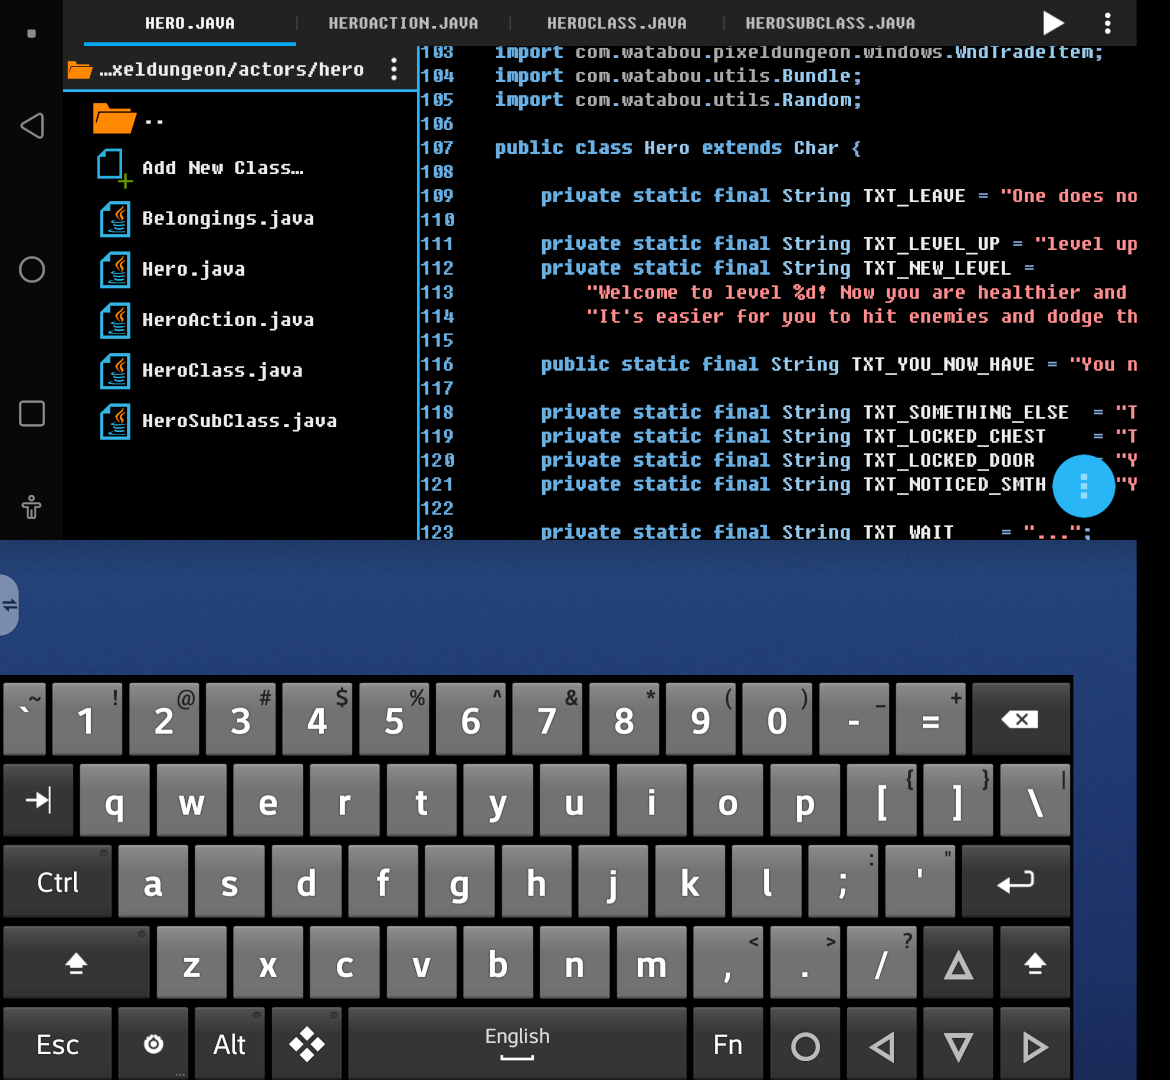 HERO.JAVA HEROACTION.JAVA HEROCLASS.JAVA HEROSUBCLASS.JAVA
…xeldungeon/actors/hero
..
Add New Class…
Belongings.java
Hero.java
HeroAction.java
HeroClass.java
HeroSubClass.java
103 import com.watabou.pixeldungeon.windows.WndTradeItem;
104 import com.watabou.utils.Bundle;
105 import com.watabou.utils.Random;
106
107 public class Hero extends Char {
108
109 private static final String TXT_LEAVE = "One does no
110
111 private static final String TXT_LEVEL_UP = "level up
112 private static final String TXT_NEW_LEVEL =
113 "Welcome to level %d! Now you are healthier and
114 "It's easier for you to hit enemies and dodge th
115
116 public static final String TXT_YOU_NOW_HAVE = "You n
117
118 private static final String TXT_SOMETHING_ELSE = "T
119 private static final String TXT_LOCKED_CHEST = "T
120 private static final String TXT_LOCKED_DOOR = "Y
121 private static final String TXT_NOTICED_SMTH "Y
122
123 private static final String TXT_WAIT = "...";
` ~ 1 ! 2 @ 3 # 4 $ 5 % 6 ^ 7 & 8 * 9 ( 0 ) - _ = +
q w e r t y u i o p [ { ] } \ |
Ctrl a s d f g h j k l ; : ' "
z x c v b n m , < . > / ?
Esc Alt English Fn